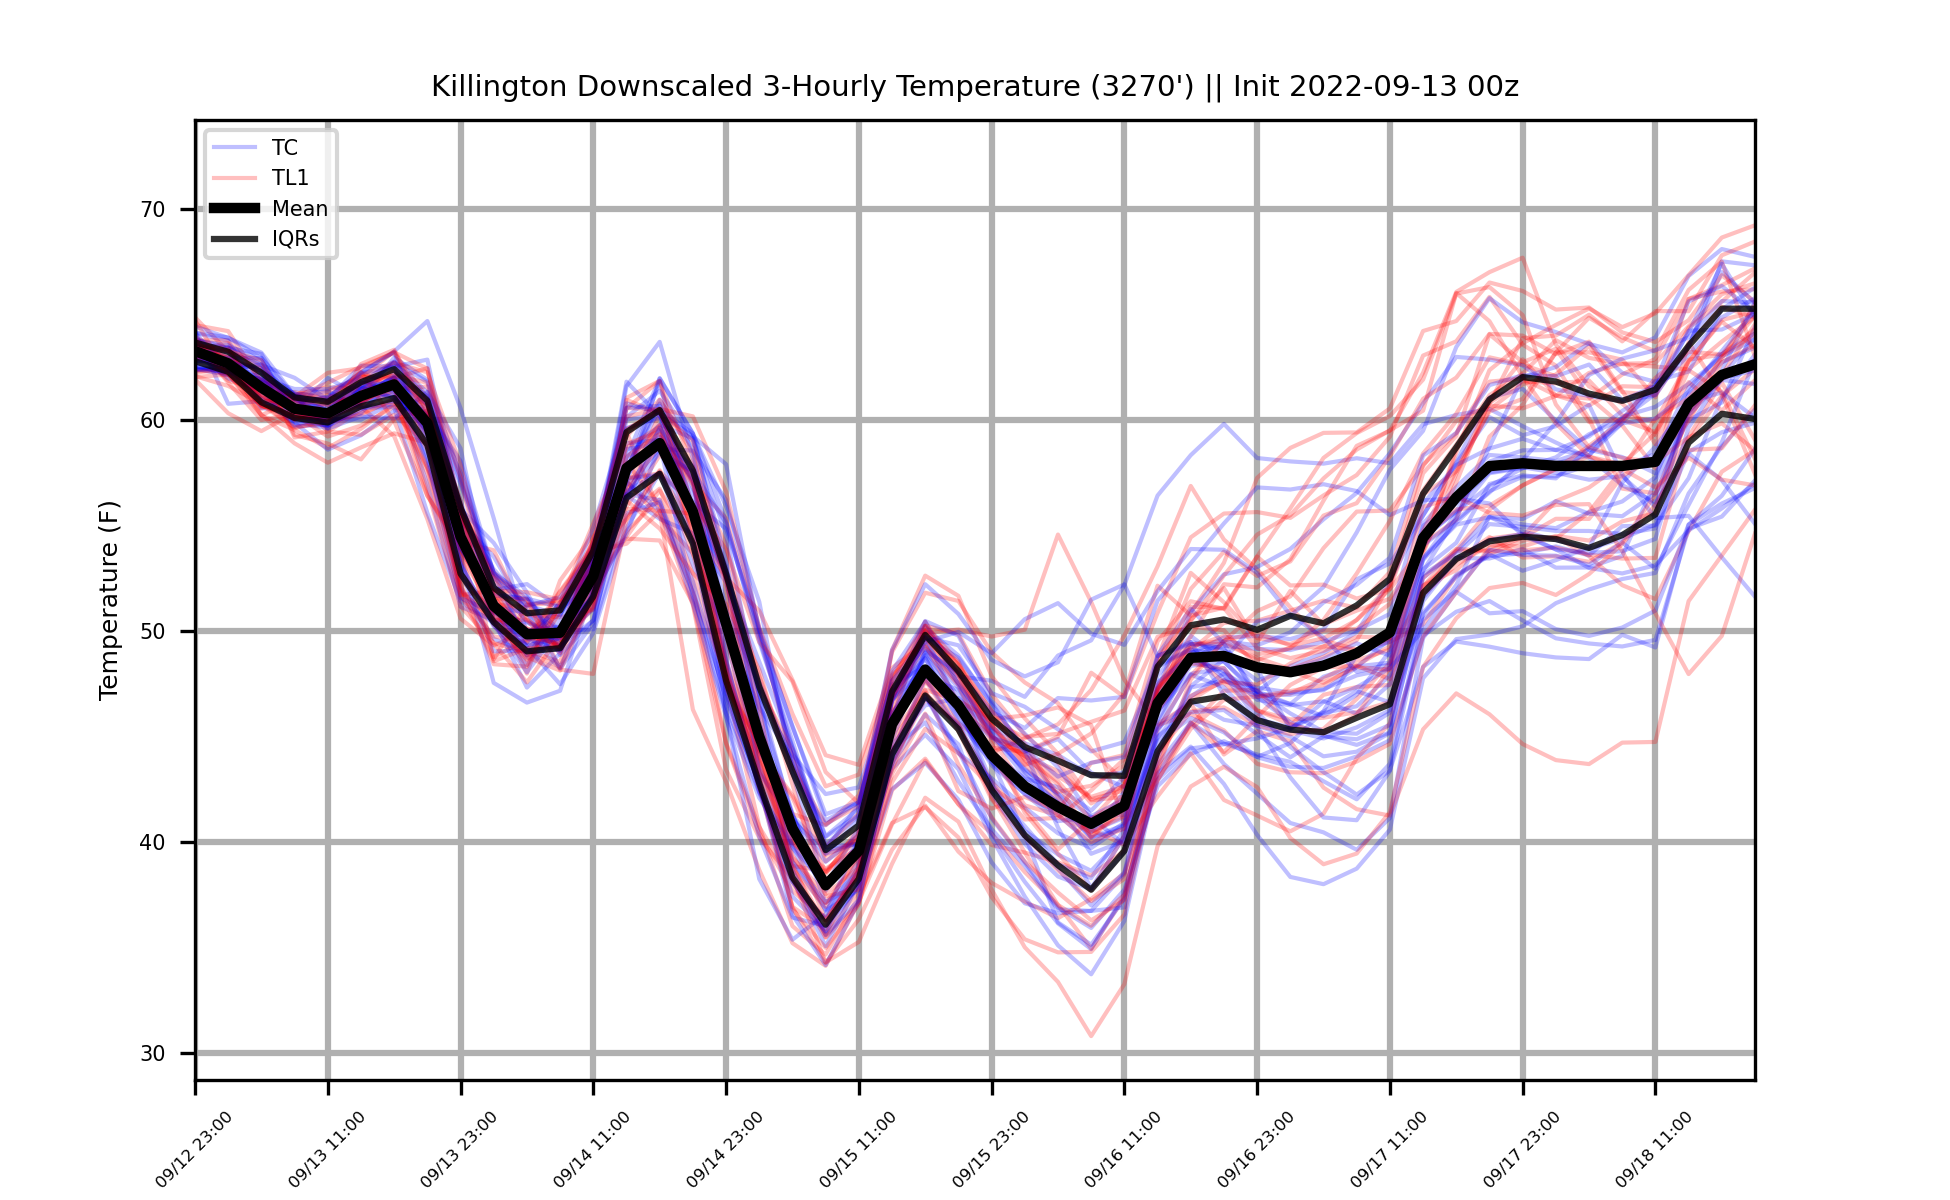 Killington Downscaled 3-Hourly Temperature (3270') || Init 2022-09-13 00z
TC
TL1
Mean
IQRs
Temperature (F)
70
60
50
40
30
09/12 23:00
09/13 11:00
09/13 23:00
09/14 11:00
09/14 23:00
09/15 11:00
09/15 23:00
09/16 11:00
09/16 23:00
09/17 11:00
09/17 23:00
09/18 11:00